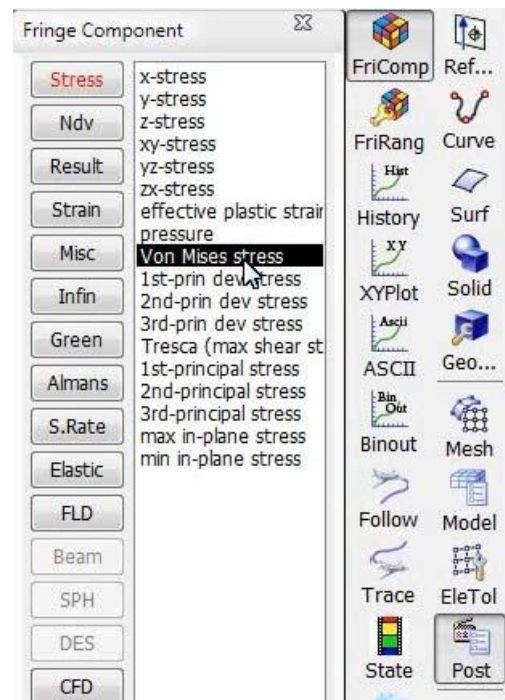 Fringe Component
Stress
Ndv
Result
Strain
Misc
Infin
Green
Almans
S.Rate
Elastic
FLD
Beam
SPH
DES
CFD
x-stress
y-stress
z-stress
xy-stress
yz-stress
zx-stress
effective plastic strair
pressure
Von Mises stress
1st-prin dev stress
2nd-prin dev stress
3rd-prin dev stress
Tresca (max shear st
1st-principal stress
2nd-principal stress
3rd-principal stress
max in-plane stress
min in-plane stress
FriComp
FriRang
Hist
History
X Y
XYPlot
Ascii
ASCII
Bin
Out
Binout
Follow
Trace
State
Ref...
Curve
Surf
Solid
Geo...
Mesh
Model
EleTol
Post